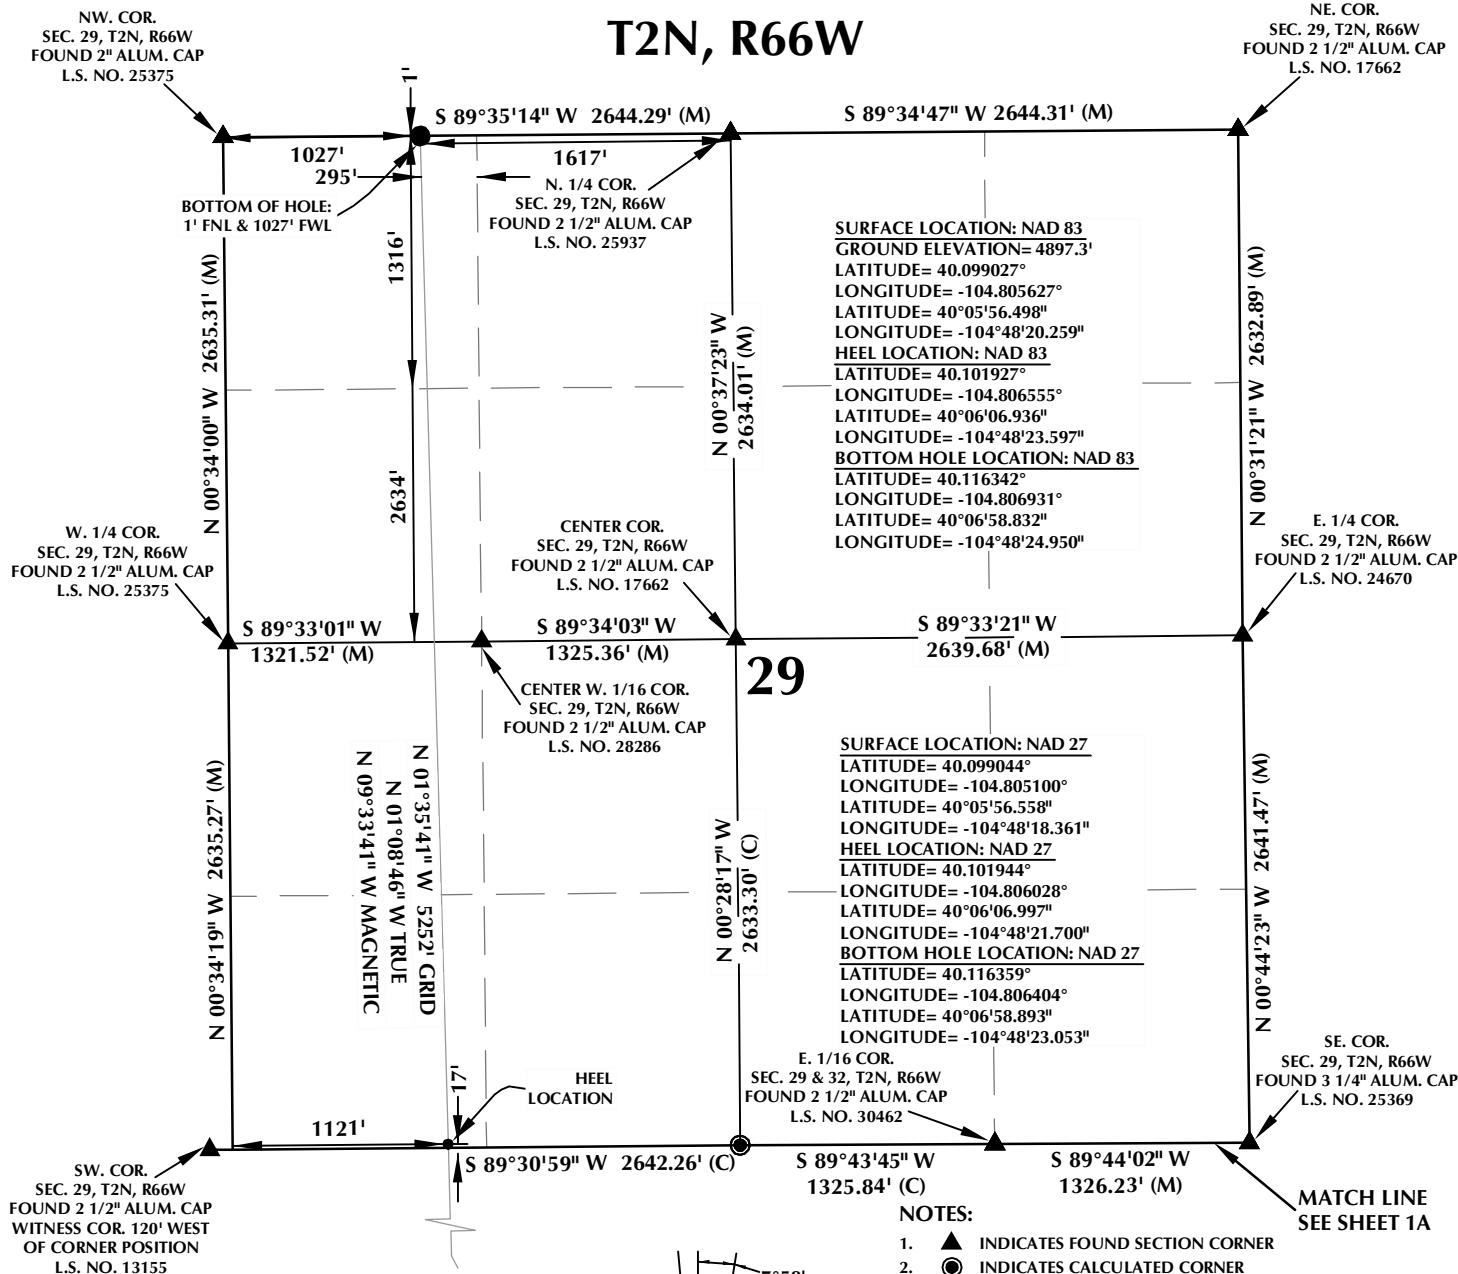 T2N, R66W
NW. COR.
SEC. 29, T2N, R66W
FOUND 2" ALUM. CAP
L.S. NO. 25375
NE. COR.
SEC. 29, T2N, R66W
FOUND 2 1/2" ALUM. CAP
L.S. NO. 17662
1'
S 89°35'14" W 2644.29' (M)
S 89°34'47" W 2644.31' (M)
1027'
1617'
295'
BOTTOM OF HOLE:
1' FNL & 1027' FWL
N. 1/4 COR.
SEC. 29, T2N, R66W
FOUND 2 1/2" ALUM. CAP
L.S. NO. 25937
1316'
2634'
N 00°34'00" W 2635.31' (M)
N 00°37'23" W
2634.01' (M)
N 00°31'21" W 2632.89' (M)
SURFACE LOCATION: NAD 83
GROUND ELEVATION= 4897.3'
LATITUDE= 40.099027°
LONGITUDE= -104.805627°
LATITUDE= 40°05'56.498"
LONGITUDE= -104°48'20.259"
HEEL LOCATION: NAD 83
LATITUDE= 40.101927°
LONGITUDE= -104.806555°
LATITUDE= 40°06'06.936"
LONGITUDE= -104°48'23.597"
BOTTOM HOLE LOCATION: NAD 83
LATITUDE= 40.116342°
LONGITUDE= -104.806931°
LATITUDE= 40°06'58.832"
LONGITUDE= -104°48'24.950"
W. 1/4 COR.
SEC. 29, T2N, R66W
FOUND 2 1/2" ALUM. CAP
L.S. NO. 25375
CENTER COR.
SEC. 29, T2N, R66W
FOUND 2 1/2" ALUM. CAP
L.S. NO. 17662
E. 1/4 COR.
SEC. 29, T2N, R66W
FOUND 2 1/2" ALUM. CAP
L.S. NO. 24670
S 89°33'01" W
1321.52' (M)
S 89°34'03" W
1325.36' (M)
S 89°33'21" W
2639.68' (M)
29
CENTER W. 1/16 COR.
SEC. 29, T2N, R66W
FOUND 2 1/2" ALUM. CAP
L.S. NO. 28286
N 00°34'19" W 2635.27' (M)
N 01°35'41" W 5252' GRID
N 01°08'46" W TRUE
N 09°33'41" W MAGNETIC
N 00°28'17" W
2633.30' (C)
N 00°44'23" W 2641.47' (M)
SURFACE LOCATION: NAD 27
LATITUDE= 40.099044°
LONGITUDE= -104.805100°
LATITUDE= 40°05'56.558"
LONGITUDE= -104°48'18.361"
HEEL LOCATION: NAD 27
LATITUDE= 40.101944°
LONGITUDE= -104.806028°
LATITUDE= 40°06'06.997"
LONGITUDE= -104°48'21.700"
BOTTOM HOLE LOCATION: NAD 27
LATITUDE= 40.116359°
LONGITUDE= -104.806404°
LATITUDE= 40°06'58.893"
LONGITUDE= -104°48'23.053"
17'
HEEL
LOCATION
E. 1/16 COR.
SEC. 29 & 32, T2N, R66W
FOUND 2 1/2" ALUM. CAP
L.S. NO. 30462
SE. COR.
SEC. 29, T2N, R66W
FOUND 3 1/4" ALUM. CAP
L.S. NO. 25369
1121'
SW. COR.
SEC. 29, T2N, R66W
FOUND 2 1/2" ALUM. CAP
WITNESS COR. 120' WEST
OF CORNER POSITION
L.S. NO. 13155
S 89°30'59" W 2642.26' (C)
S 89°43'45" W
1325.84' (C)
S 89°44'02" W
1326.23' (M)
MATCH LINE
SEE SHEET 1A
NOTES:
1. INDICATES FOUND SECTION CORNER
2. INDICATES CALCULATED CORNER